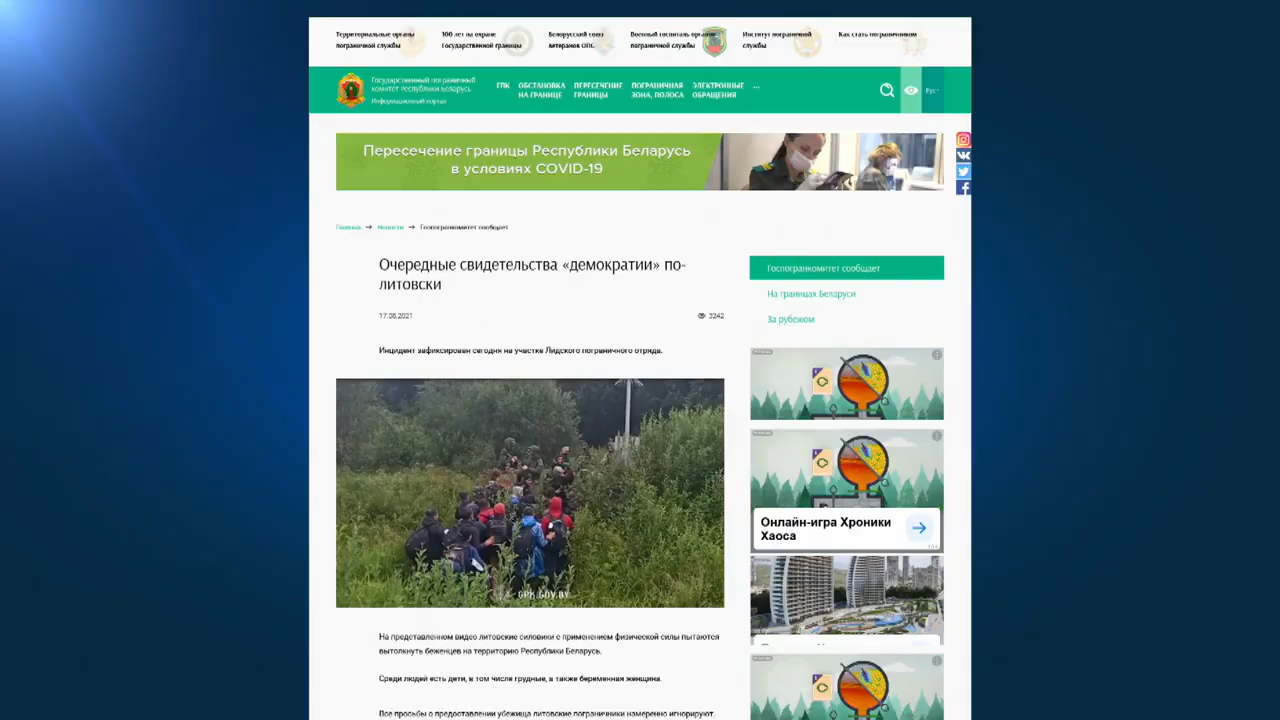 Территориальные органы
пограничной службы
100 лет на охране
Государственной границы
Белорусский союз
ветеранов ОПС
Военный госпиталь органов
пограничной службы
Институт пограничной
службы
Как стать пограничником
Государственный пограничный
комитет Республики Беларусь
Информационный портал
ГПК
ОБСТАНОВКА
НА ГРАНИЦЕ
ПЕРЕСЕЧЕНИЕ
ГРАНИЦЫ
ПОГРАНИЧНАЯ
ЗОНА, ПОЛОСА
ЭЛЕКТРОННЫЕ
ОБРАЩЕНИЯ
...
Рус
Пересечение границы Республики Беларусь
в условиях COVID-19
Главная → Новости → Госпогранкомитет сообщает
Очередные свидетельства «демократии» по-
литовски
17.08.2021
3242
Инцидент зафиксирован сегодня на участке Лидского пограничного отряда.
GPK.GOV.BY
На представленном видео литовские силовики с применением физической силы пытаются
вытолкнуть беженцев на территорию Республики Беларусь.
Среди людей есть дети, в том числе грудные, а также беременная женщина.
Все просьбы о предоставлении убежища литовские пограничники намеренно игнорируют.
Госпогранкомитет сообщает
На границах Беларуси
За рубежом
Онлайн-игра Хроники
Хаоса